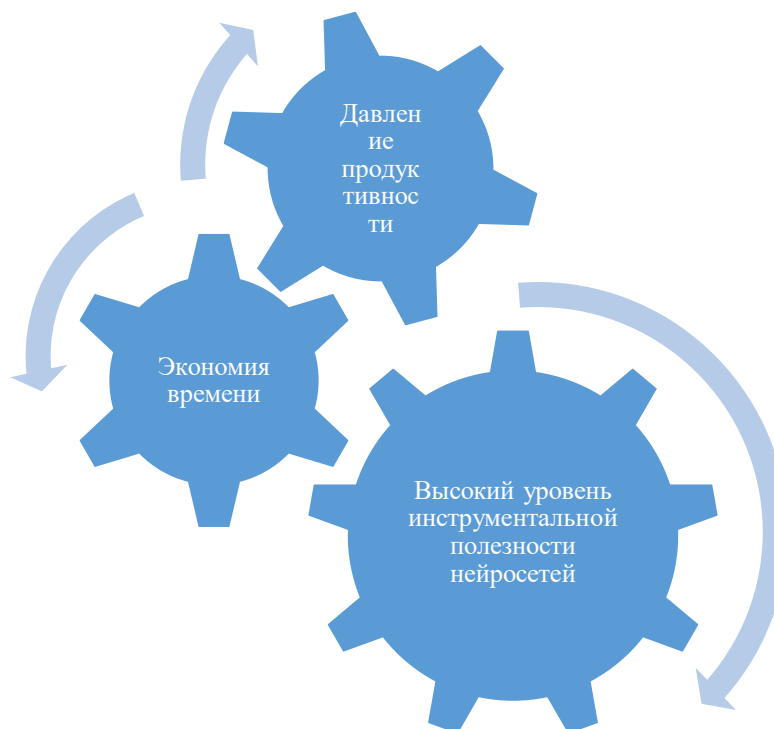 Давлен
ие
продук
тивнос
ти
Экономия
времени
Высокий уровень
инструментальной
полезности
нейросетей